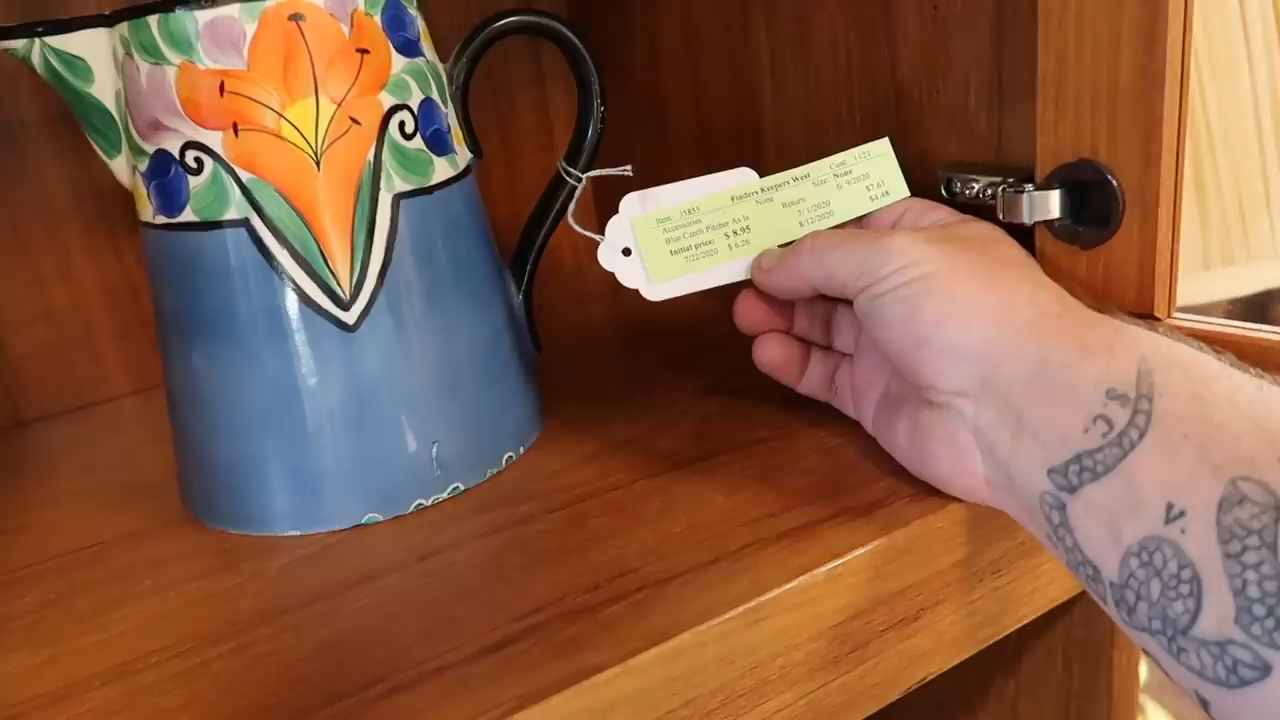 Finders Keepers West Cust: 1121
Item: 35855 None Size: None
Accessories Return 6/ 9/2020
Blue Czech Pitcher As Is 7/ 1/2020 $7.61
Initial price: $ 8.95 8/12/2020 $4.48
7/22/2020 $ 6.26
S.C.
V.